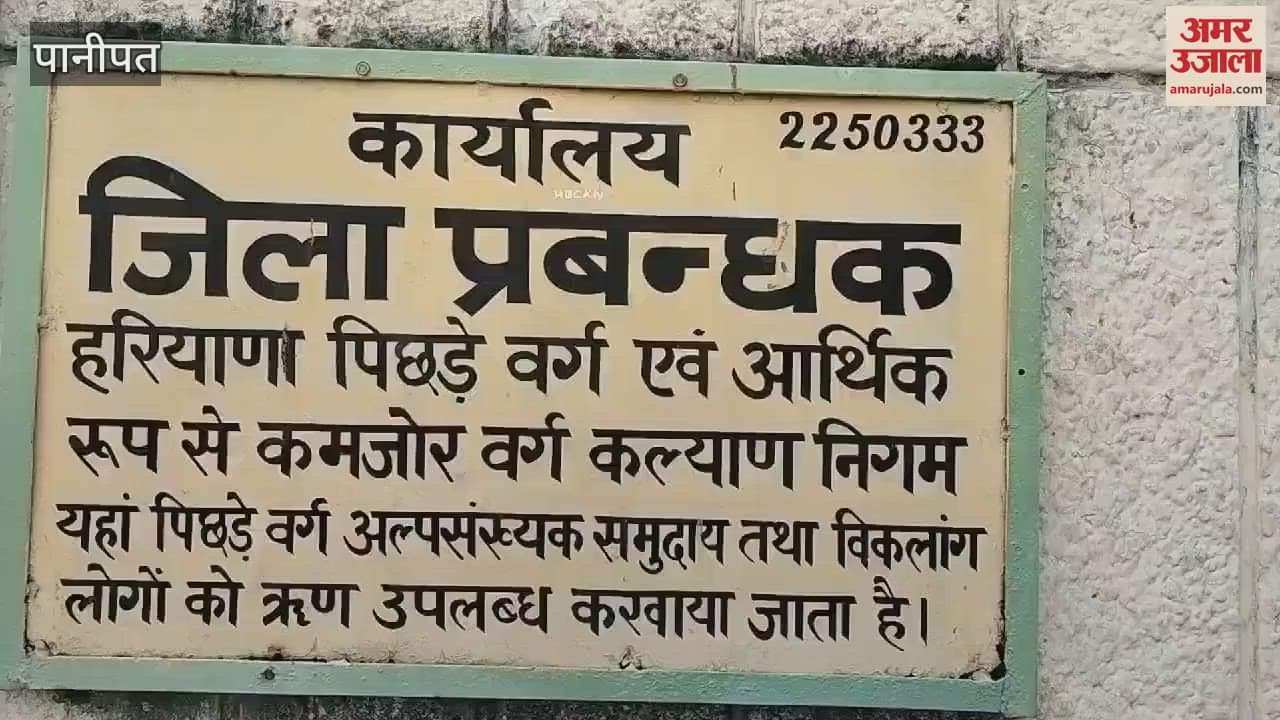 पानीपत
अमर
उजाला
amarujala.com
कार्यालय 2250333
जिला प्रबन्धक
हरियाणा पिछड़े वर्ग एवं आर्थिक
रूप से कमजोर वर्ग कल्याण निगम
यहां पिछड़े वर्ग अल्पसंख्यक समुदाय तथा विकलांग
लोगों को ऋण उपलब्ध करवाया जाता है।